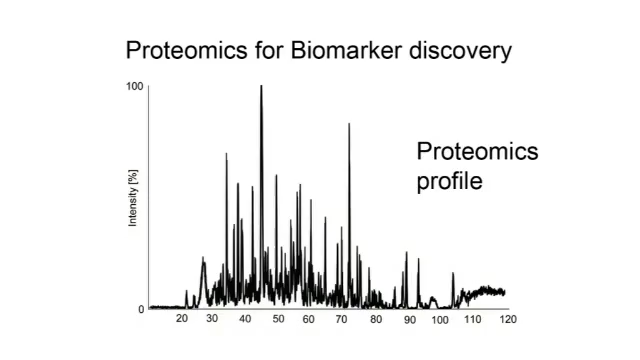 Proteomics for Biomarker discovery
100
Proteomics
profile
Intensity [%]
0
20 30 40 50 60 70 80 90 100 110 120